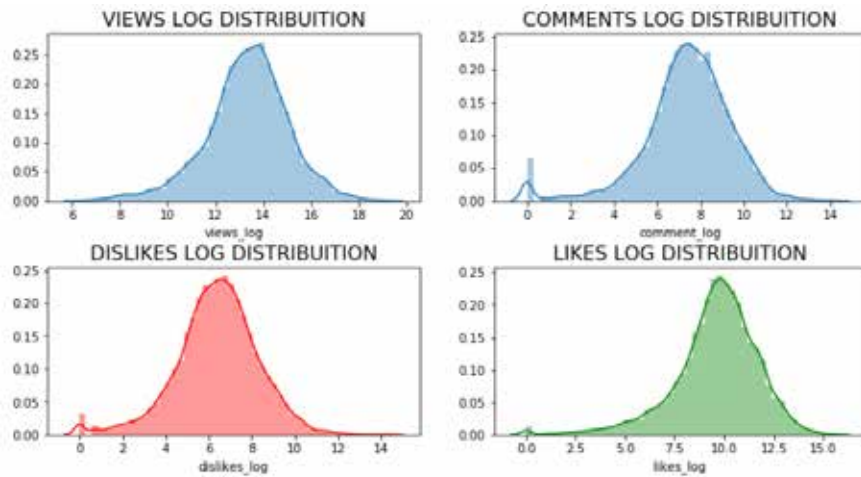 VIEWS LOG DISTRIBUITION
0.25
0.20
0.15
0.10
0.05
0.00
6 8 10 12 14 16 18 20
views_log
COMMENTS LOG DISTRIBUITION
0.25
0.20
0.15
0.10
0.05
0.00
0 2 4 6 8 10 12 14
comment_log
DISLIKES LOG DISTRIBUITION
0.25
0.20
0.15
0.10
0.05
0.00
0 2 4 6 8 10 12 14
dislikes_log
LIKES LOG DISTRIBUITION
0.25
0.20
0.15
0.10
0.05
0.00
0.0 2.5 5.0 7.5 10.0 12.5 15.0
likes_log